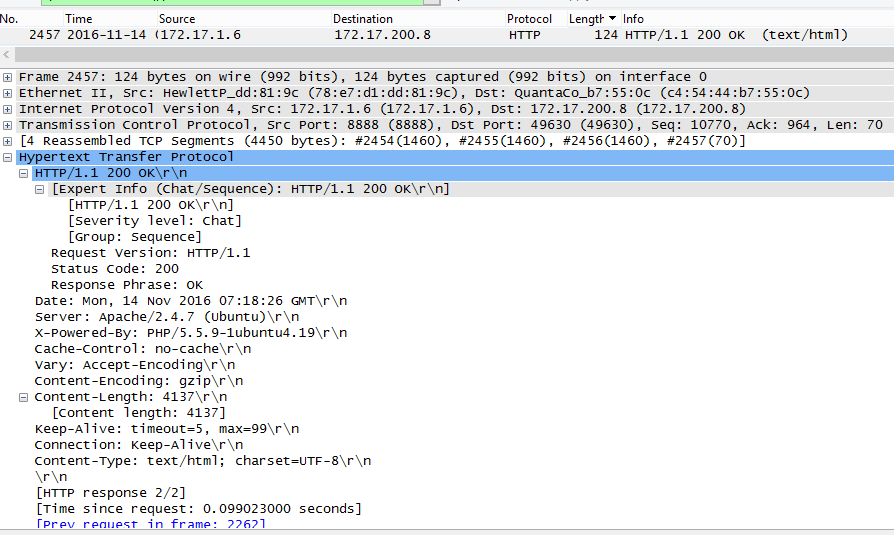 No. Time Source Destination Protocol Length Info
2457 2016-11-14 (172.17.1.6 172.17.200.8 HTTP 124 HTTP/1.1 200 OK (text/html)
Frame 2457: 124 bytes on wire (992 bits), 124 bytes captured (992 bits) on interface 0
Ethernet II, Src: HewlettP_dd:81:9c (78:e7:d1:dd:81:9c), Dst: QuantaCo_b7:55:0c (c4:54:44:b7:55:0c)
Internet Protocol Version 4, Src: 172.17.1.6 (172.17.1.6), Dst: 172.17.200.8 (172.17.200.8)
Transmission Control Protocol, Src Port: 8888 (8888), Dst Port: 49630 (49630), Seq: 10770, Ack: 964, Len: 70
[4 Reassembled TCP Segments (4450 bytes): #2454(1460), #2455(1460), #2456(1460), #2457(70)]
Hypertext Transfer Protocol
HTTP/1.1 200 OK\r\n
[Expert Info (Chat/Sequence): HTTP/1.1 200 OK\r\n]
[HTTP/1.1 200 OK\r\n]
[Severity level: Chat]
[Group: Sequence]
Request Version: HTTP/1.1
Status Code: 200
Response Phrase: OK
Date: Mon, 14 Nov 2016 07:18:26 GMT\r\n
Server: Apache/2.4.7 (Ubuntu)\r\n
X-Powered-By: PHP/5.5.9-1ubuntu4.19\r\n
Cache-Control: no-cache\r\n
Vary: Accept-Encoding\r\n
Content-Encoding: gzip\r\n
Content-Length: 4137\r\n
[Content length: 4137]
Keep-Alive: timeout=5, max=99\r\n
Connection: Keep-Alive\r\n
Content-Type: text/html; charset=UTF-8\r\n
\r\n
[HTTP response 2/2]
[Time since request: 0.099023000 seconds]
[Prev request in frame: 2262]